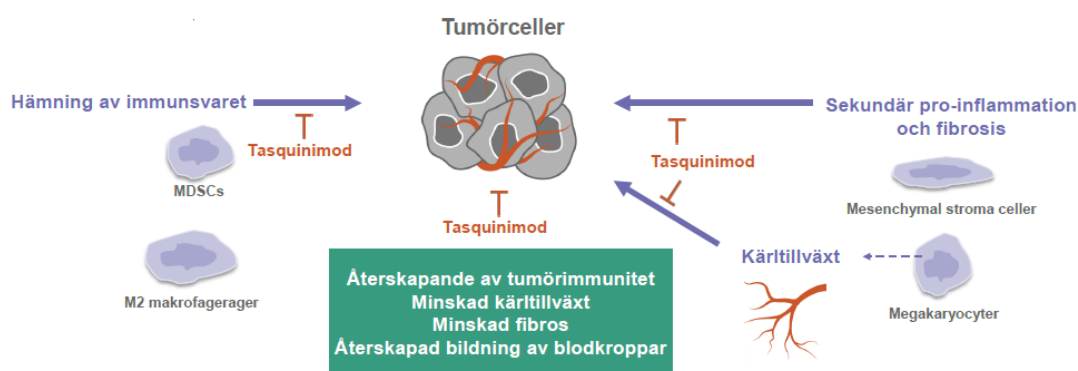 Tumörceller
Hämning av immunsvaret
Tasquinimod
MDSCs
M2 makrofagerager
Tasquinimod
Återskapande av tumörimmunitet
Minskad kärltillväxt
Minskad fibros
Återskapad bildning av blodkroppar
Sekundär pro-inflammation
och fibrosis
Tasquinimod
Mesenchymal stroma celler
Kärltillväxt
Megakaryocyter